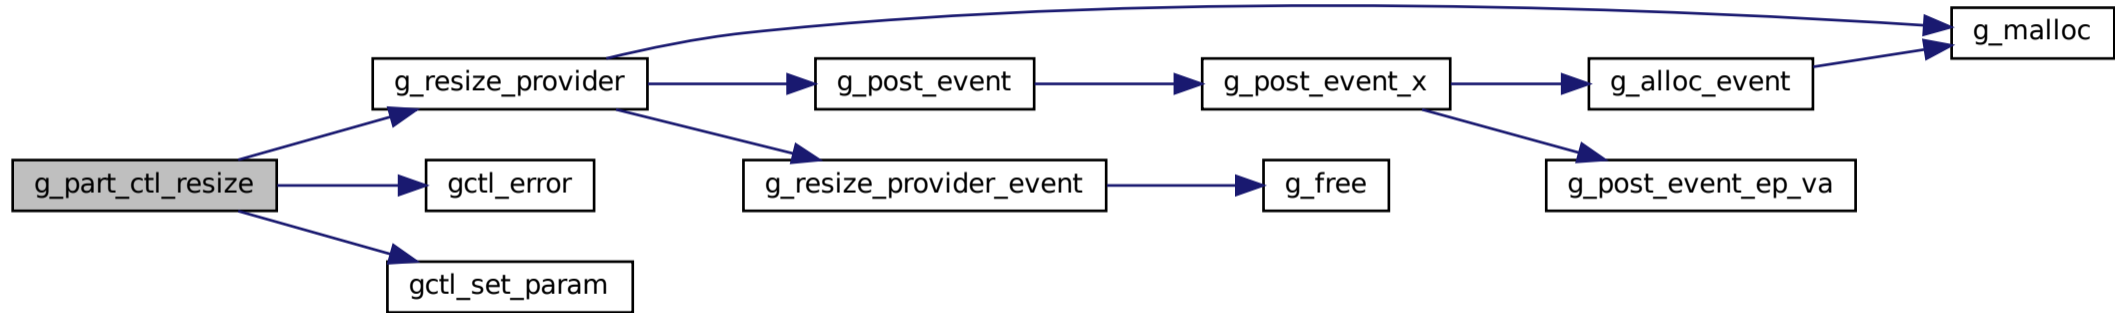 g_malloc
g_resize_provider
g_post_event
g_post_event_x
g_alloc_event
g_part_ctl_resize
gctl_error
g_resize_provider_event
g_free
g_post_event_ep_va
gctl_set_param